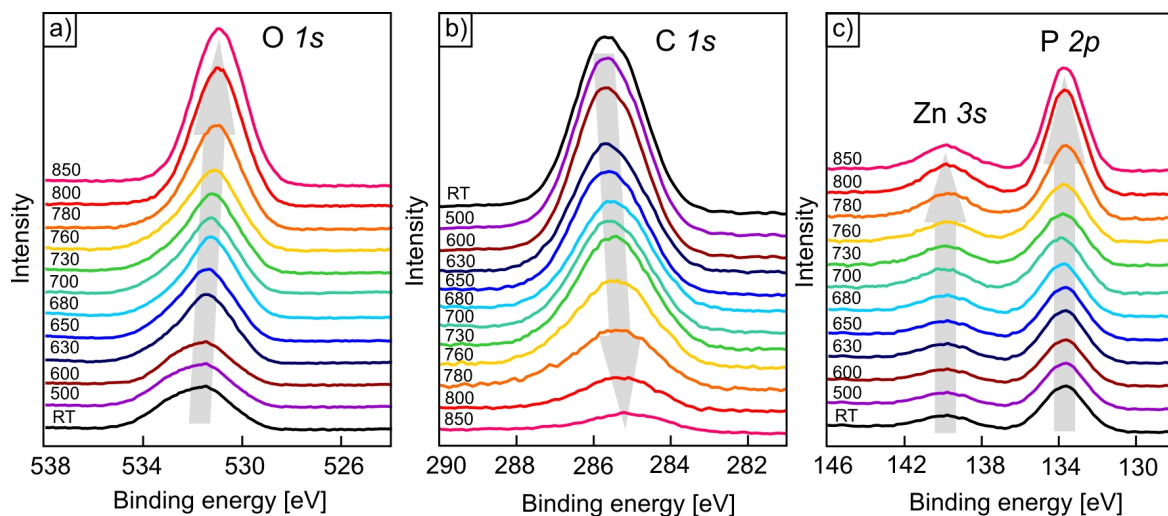 a)
O 1s
Intensity
850
800
780
760
730
700
680
650
630
600
500
RT
538
534
530
526
Binding energy [eV]
b)
C 1s
Intensity
RT
500
600
630
650
680
700
730
760
780
800
850
290
288
286
284
282
Binding energy [eV]
c)
P 2p
Zn 3s
Intensity
850
800
780
760
730
700
680
650
630
600
500
RT
146
142
138
134
130
Binding energy [eV]